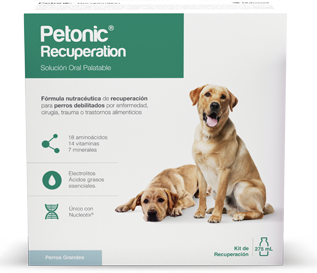 Petonic®
Recuperation
Solución Oral Palatable
Fórmula nutracéutica de recuperación
para perros debilitados por enfermedad,
cirugía, trauma o trastornos alimenticios
18 aminoácidos
14 vitaminas
7 minerales
Electrolitos
Ácidos grasos
esenciales
Único con
Nucleotix®
Perros Grandes
Kit de
Recuperación
275 mL